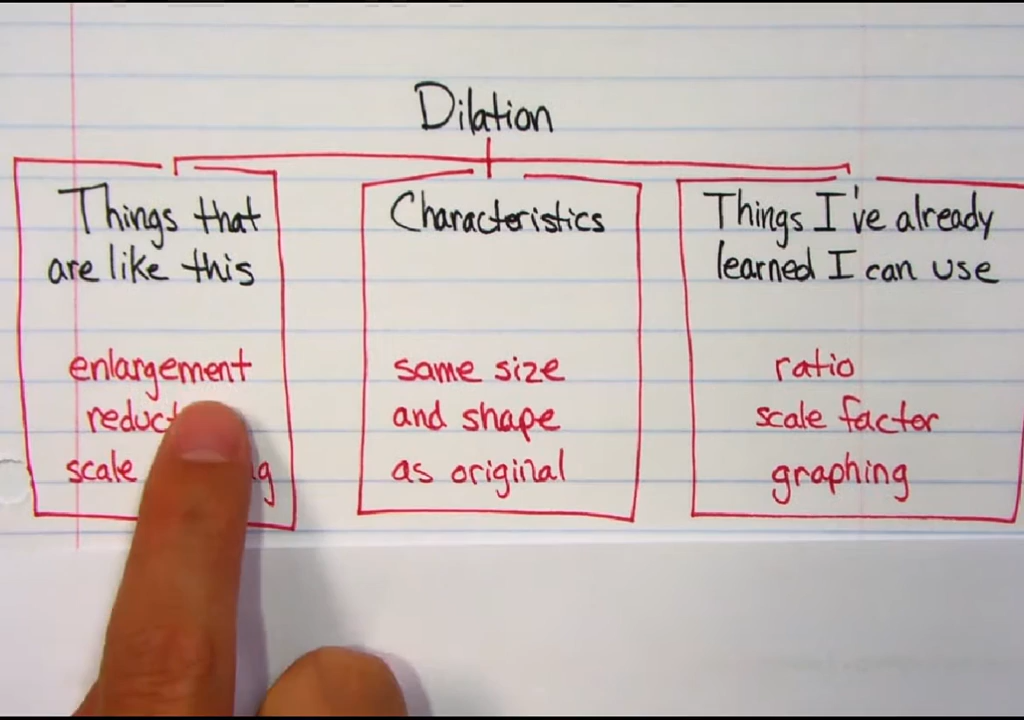 Dilation
Things that
are like this
enlargement
scale
Characteristics
same size
and shape
as original
Things I've already
learned I can use
ratio
scale factor
graphing